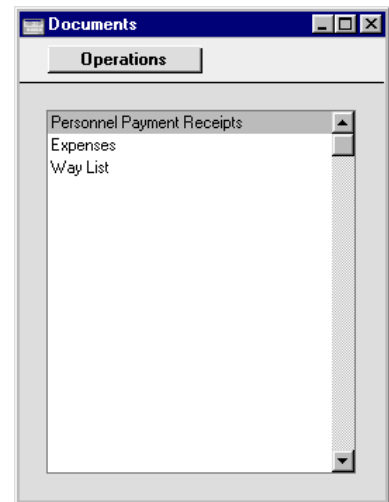 Documents
Operations
Personnel Payment Receipts
Expenses
Way List